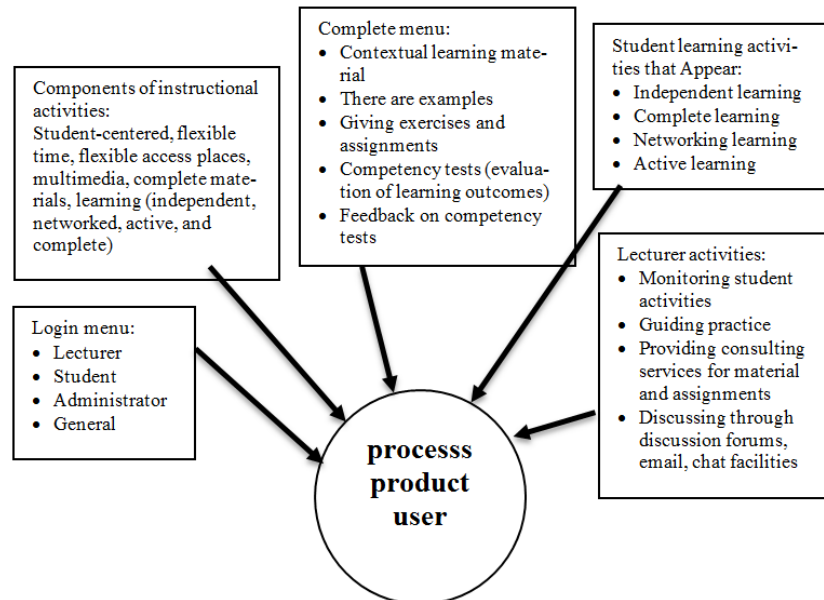 Components of instructional
activities:
Student-centered, flexible
time, flexible access places,
multimedia, complete mate-
rials, learning (independent,
networked, active, and
complete)
Complete menu:
• Contextual learning mate-
rial
• There are examples
• Giving exercises and
assignments
• Competency tests (evaluation
of learning outcomes)
• Feedback on competency
tests
Student learning activi-
ties that Appear:
• Independent learning
• Complete learning
• Networking learning
• Active learning
Login menu:
• Lecturer
• Student
• Administrator
• General
Lecturer activities:
• Monitoring student
activities
• Guiding practice
• Providing consulting
services for material
and assignments
• Discussing through
discussion forums,
email, chat facilities
processs
product
user